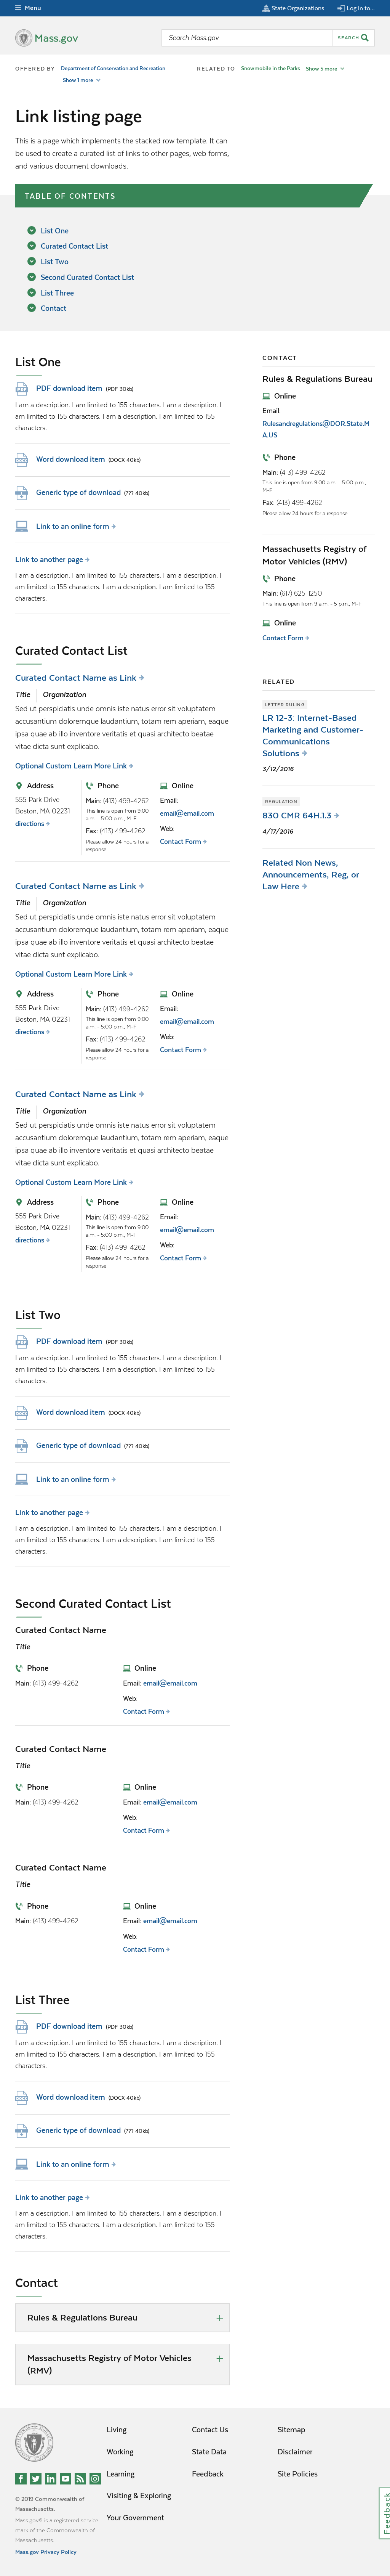 Menu
State Organizations
Log in to...
Mass.gov
Search Mass.gov
SEARCH
OFFERED BY Department of Conservation and Recreation
Show 1 more
RELATED TO Snowmobile in the Parks Show 5 more
Link listing page
This is a page which implements the stacked row template. It can
be used to create a curated list of links to other pages, web forms,
and various document downloads.
TABLE OF CONTENTS
List One
Curated Contact List
List Two
Second Curated Contact List
List Three
Contact
List One
PDF download item (PDF 30kb)
I am a description. I am limited to 155 characters. I am a description. I
am limited to 155 characters. I am a description. I am limited to 155
characters.
Word download item (DOCX 40kb)
Generic type of download (??? 40kb)
Link to an online form
Link to another page
I am a description. I am limited to 155 characters. I am a description. I
am limited to 155 characters. I am a description. I am limited to 155
characters.
Curated Contact List
Curated Contact Name as Link
Title Organization
Sed ut perspiciatis unde omnis iste natus error sit voluptatem
accusantium doloremque laudantium, totam rem aperiam, eaque
ipsa quae ab illo inventore veritatis et quasi architecto beatae
vitae dicta sunt explicabo.
Optional Custom Learn More Link
Address
555 Park Drive
Boston, MA 02231
directions
Phone
Main: (413) 499-4262
This line is open from 9:00
a.m. - 5:00 p.m., M-F
Fax: (413) 499-4262
Please allow 24 hours for a
response
Online
Email:
email@email.com
Web:
Contact Form
Curated Contact Name as Link
Title Organization
Sed ut perspiciatis unde omnis iste natus error sit voluptatem
accusantium doloremque laudantium, totam rem aperiam, eaque
ipsa quae ab illo inventore veritatis et quasi architecto beatae
vitae dicta sunt explicabo.
Optional Custom Learn More Link
Address
555 Park Drive
Boston, MA 02231
directions
Phone
Main: (413) 499-4262
This line is open from 9:00
a.m. - 5:00 p.m., M-F
Fax: (413) 499-4262
Please allow 24 hours for a
response
Online
Email:
email@email.com
Web:
Contact Form
Curated Contact Name as Link
Title Organization
Sed ut perspiciatis unde omnis iste natus error sit voluptatem
accusantium doloremque laudantium, totam rem aperiam, eaque
ipsa quae ab illo inventore veritatis et quasi architecto beatae
vitae dicta sunt explicabo.
Optional Custom Learn More Link
Address
555 Park Drive
Boston, MA 02231
directions
Phone
Main: (413) 499-4262
This line is open from 9:00
a.m. - 5:00 p.m., M-F
Fax: (413) 499-4262
Please allow 24 hours for a
response
Online
Email:
email@email.com
Web:
Contact Form
List Two
PDF download item (PDF 30kb)
I am a description. I am limited to 155 characters. I am a description. I
am limited to 155 characters. I am a description. I am limited to 155
characters.
Word download item (DOCX 40kb)
Generic type of download (??? 40kb)
Link to an online form
Link to another page
I am a description. I am limited to 155 characters. I am a description. I
am limited to 155 characters. I am a description. I am limited to 155
characters.
Second Curated Contact List
Curated Contact Name
Title
Phone
Main: (413) 499-4262
Online
Email: email@email.com
Web:
Contact Form
Curated Contact Name
Title
Phone
Main: (413) 499-4262
Online
Email: email@email.com
Web:
Contact Form
Curated Contact Name
Title
Phone
Main: (413) 499-4262
Online
Email: email@email.com
Web:
Contact Form
List Three
PDF download item (PDF 30kb)
I am a description. I am limited to 155 characters. I am a description. I
am limited to 155 characters. I am a description. I am limited to 155
characters.
Word download item (DOCX 40kb)
Generic type of download (??? 40kb)
Link to an online form
Link to another page
I am a description. I am limited to 155 characters. I am a description. I
am limited to 155 characters. I am a description. I am limited to 155
characters.
Contact
Rules & Regulations Bureau
Massachusetts Registry of Motor Vehicles
(RMV)
CONTACT
Rules & Regulations Bureau
Online
Email:
Rulesandregulations@DOR.State.M
A.US
Phone
Main: (413) 499-4262
This line is open from 9:00 a.m. - 5:00 p.m.,
M-F
Fax: (413) 499-4262
Please allow 24 hours for a response
Massachusetts Registry of
Motor Vehicles (RMV)
Phone
Main: (617) 625-1250
This line is open from 9 a.m. - 5 p.m., M-F
Online
Contact Form
RELATED
LETTER RULING
LR 12-3: Internet-Based
Marketing and Customer-
Communications
Solutions
3/12/2016
REGULATION
830 CMR 64H.1.3
4/17/2016
Related Non News,
Announcements, Reg, or
Law Here
© 2019 Commonwealth of
Massachusetts.
Mass.gov® is a registered service
mark of the Commonwealth of
Massachusetts.
Mass.gov Privacy Policy
Living
Working
Learning
Visiting & Exploring
Your Government
Contact Us
State Data
Feedback
Sitemap
Disclaimer
Site Policies
Feedback